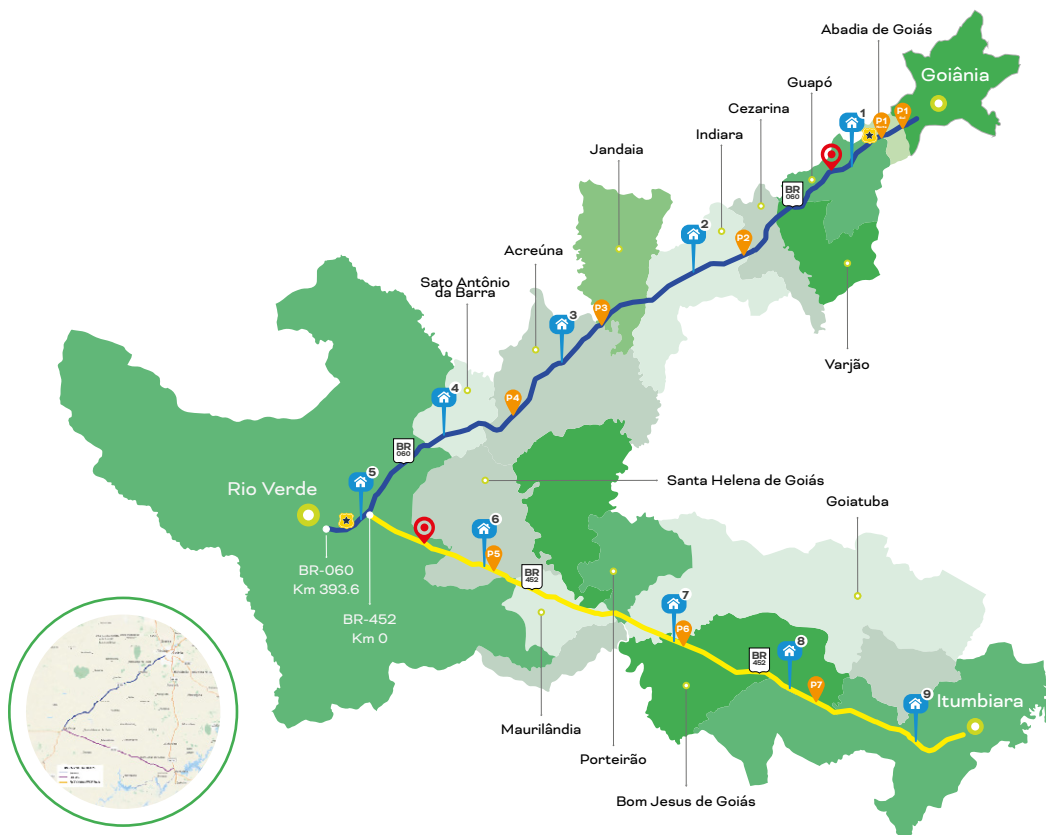 Abadia de Goiás
Goiânia
Guapó
Cezarina
Indiara
Jandaia
Acreúna
Sato Antônio
da Barra
1
P1
P1
BR
060
2
P2
P3
3
Varjão
4
P4
BR
060
5
Rio Verde
Santa Helena de Goiás
Goiatuba
6
P5
BR
452
BR-060
Km 393.6
BR-452
Km 0
7
P6
8
BR
452
P7
9
Itumbiara
Maurilândia
Porteirão
Bom Jesus de Goiás